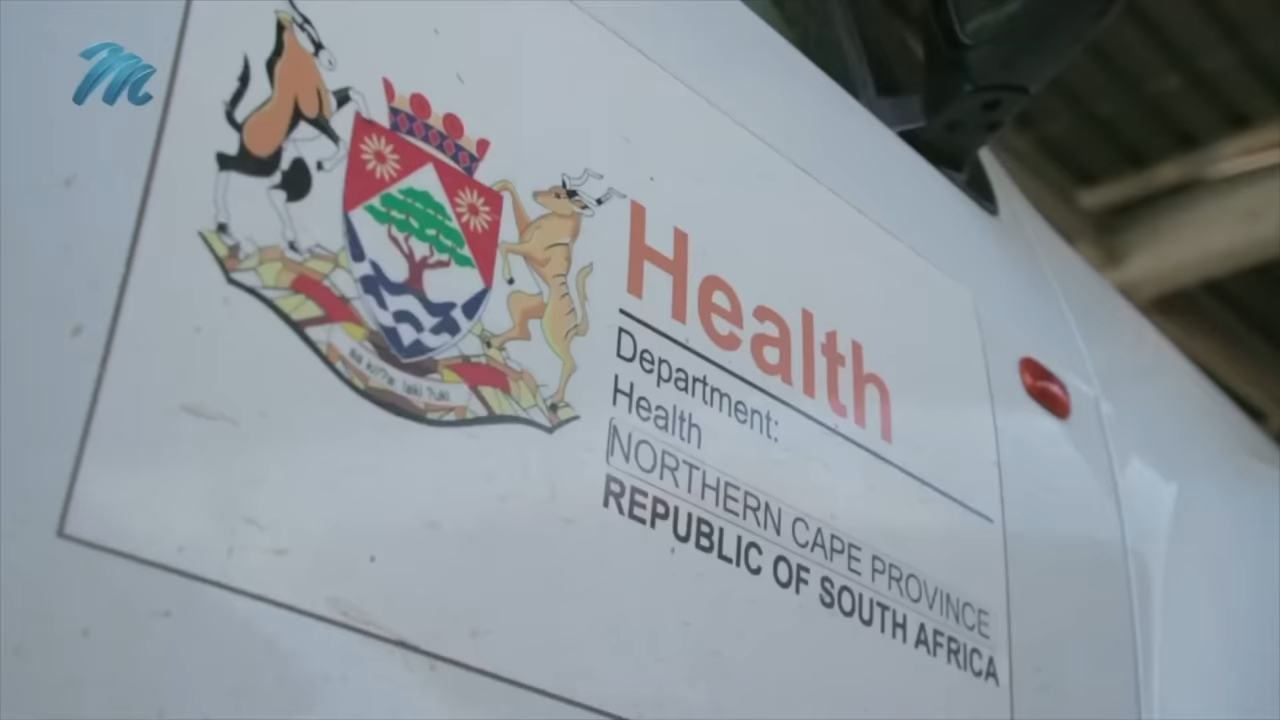 Health
Department:
Health
NORTHERN CAPE PROVINCE
REPUBLIC OF SOUTH AFRICA